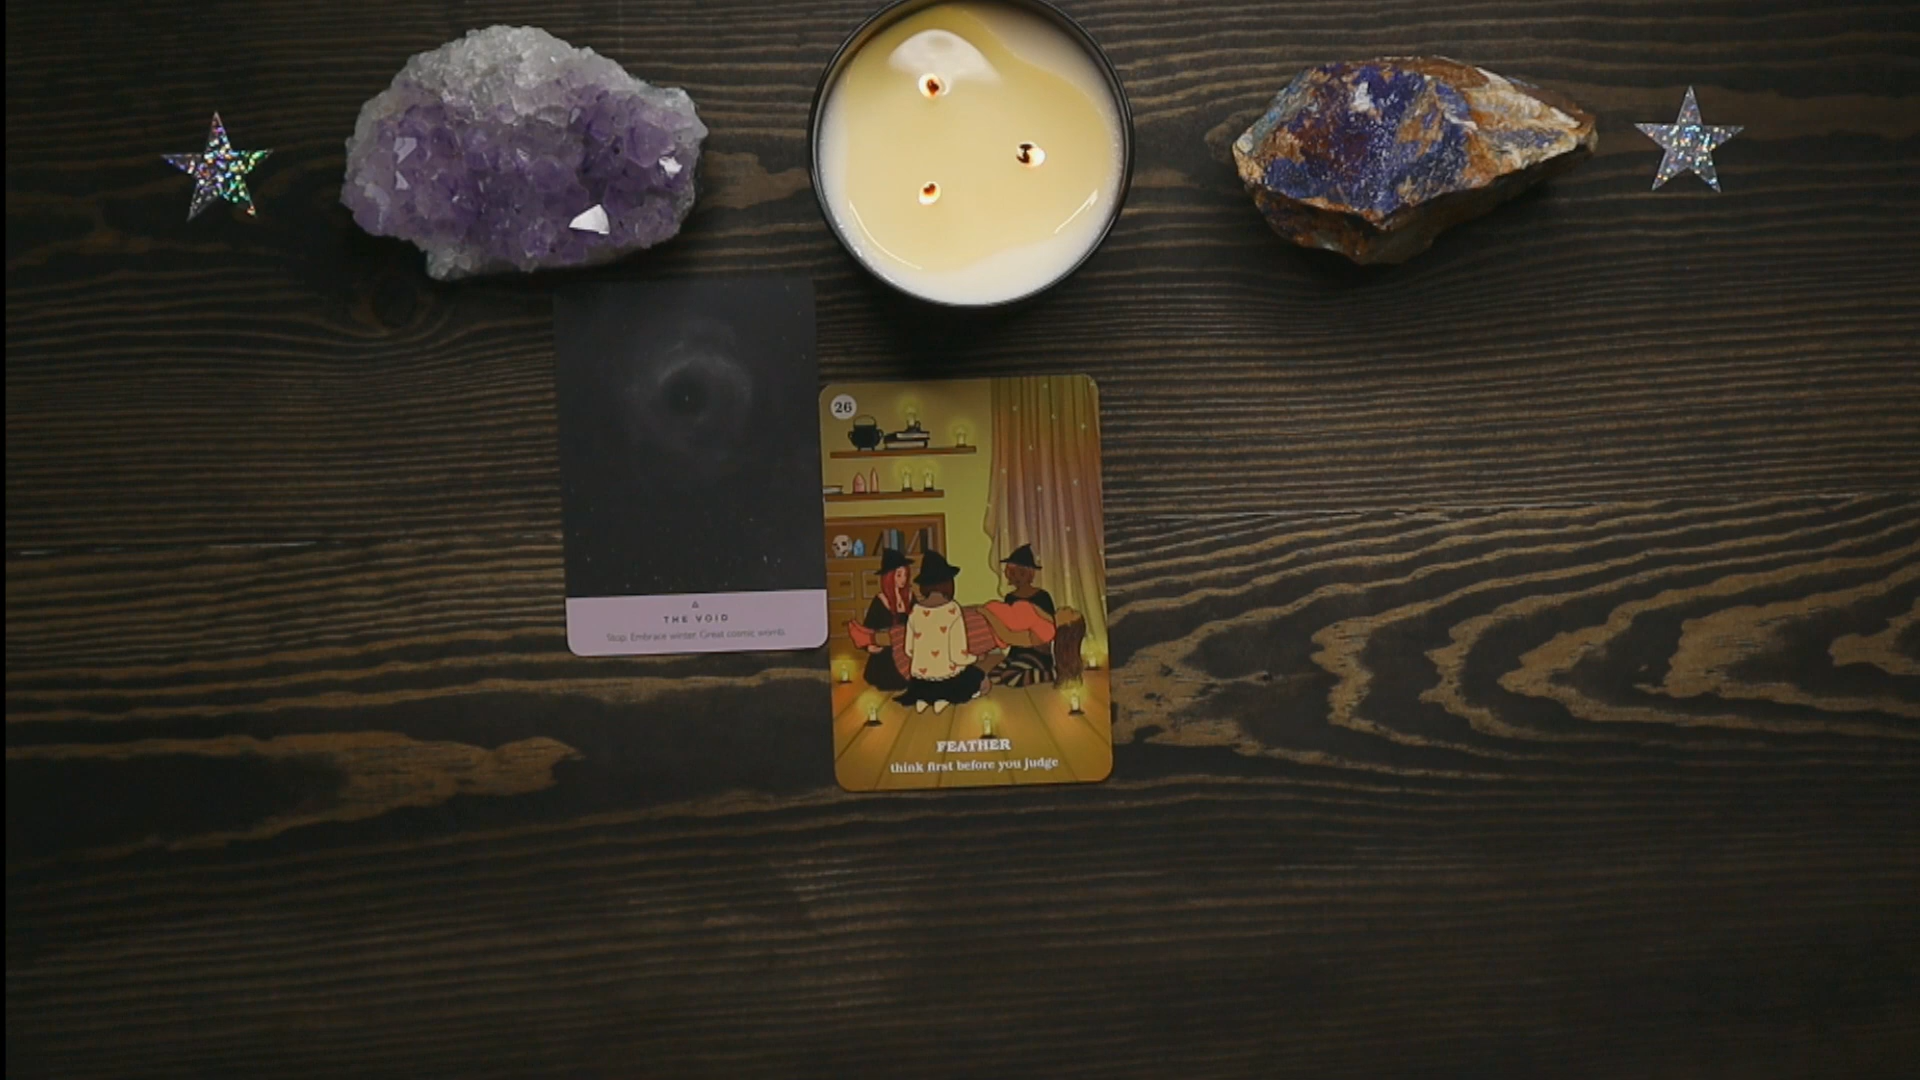 THE VOID
Stop. Embrace winter. Great cosmic womb.
26
FEATHER
think first before you judge